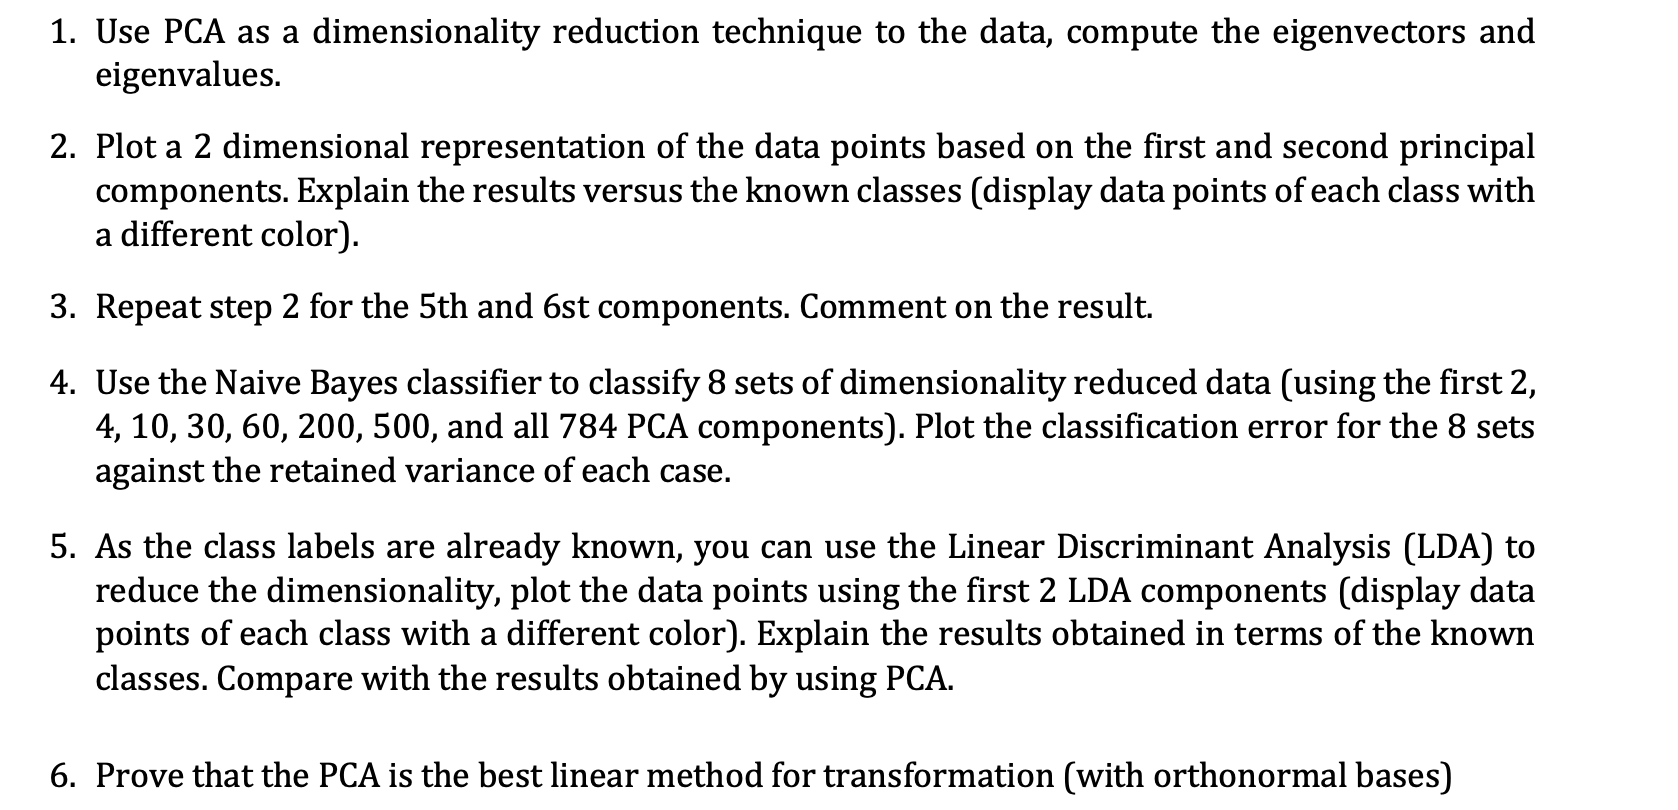 1. Use PCA as a dimensionality reduction technique to the data, compute the eigenvectors and
eigenvalues.
2. Plot a 2 dimensional representation of the data points based on the first and second principal
components. Explain the results versus the known classes (display data points of each class with
a different color).
3. Repeat step 2 for the 5th and 6st components. Comment on the result.
4. Use the Naive Bayes classifier to classify 8 sets of dimensionality reduced data (using the first 2,
4, 10, 30, 60, 200, 500, and all 784 PCA components). Plot the classification error for the 8 sets
against the retained variance of each case.
5. As the class labels are already known, you can use the Linear Discriminant Analysis (LDA) to
reduce the dimensionality, plot the data points using the first 2 LDA components (display data
points of each class with a different color). Explain the results obtained in terms of the known
classes. Compare with the results obtained by using PCA.
6. Prove that the PCA is the best linear method for transformation (with orthonormal bases)